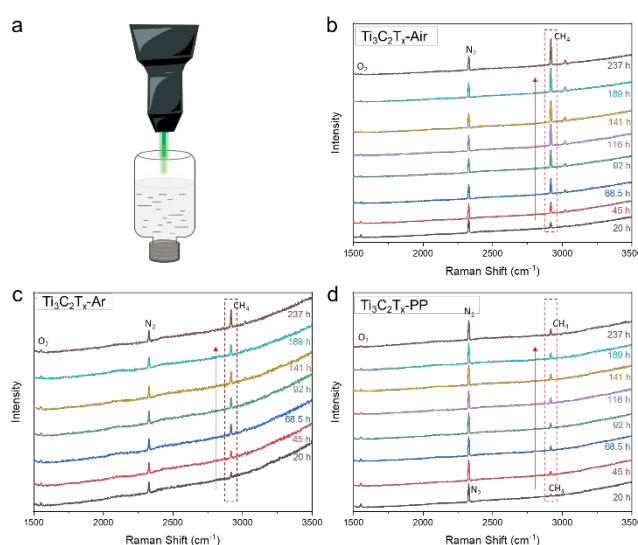 a
b
Ti₃C₂Tₓ-Air
CH₄
N₂
O₂
237 h
189 h
141 h
116 h
92 h
68.5 h
45 h
20 h
Intensity
1500 2000 2500 3000 3500
Raman Shift (cm⁻¹)
c
Ti₃C₂Tₓ-Ar
CH₄
N₂
O₂
237 h
189 h
141 h
92 h
68.5 h
45 h
20 h
Intensity
1500 2000 2500 3000 3500
Raman Shift (cm⁻¹)
d
Ti₃C₂Tₓ-PP
N₂
CH₄
O₂
237 h
189 h
141 h
116 h
92 h
68.5 h
45 h
N₂
CH₄
20 h
Intensity
1500 2000 2500 3000 3500
Raman Shift (cm⁻¹)